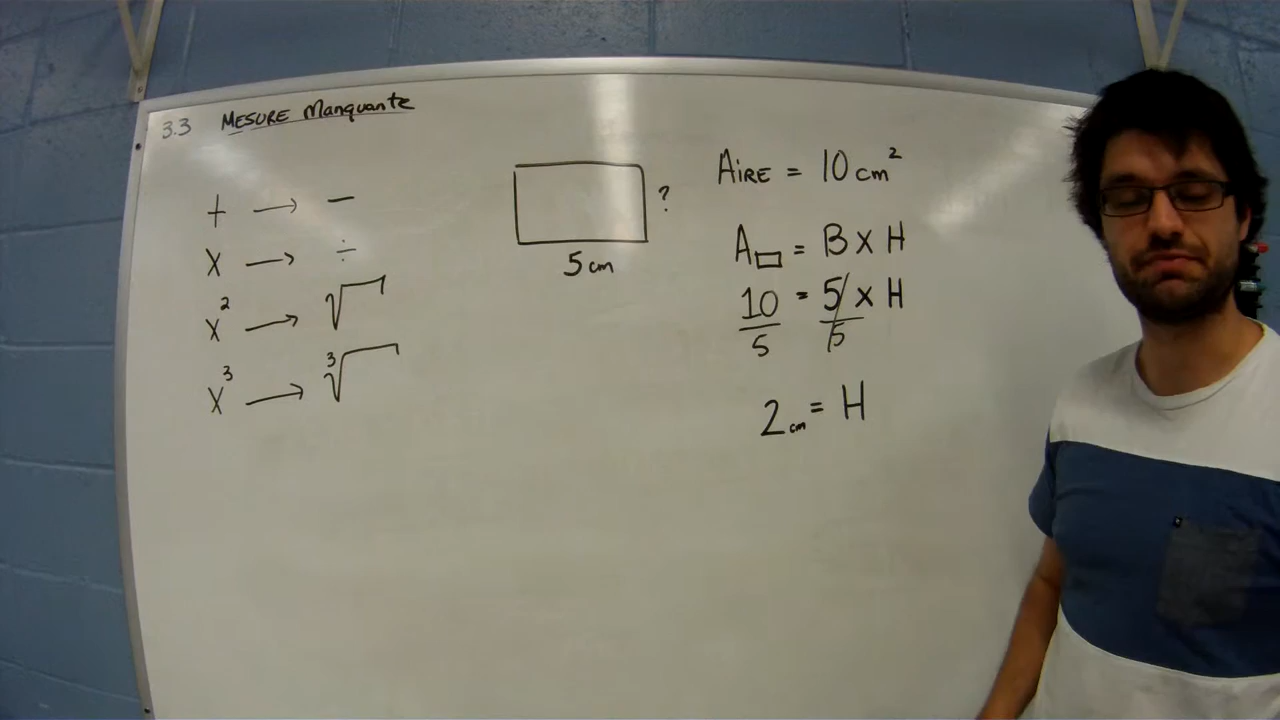 3.3 MESURE Manquante
+ → −
X → ÷
X² → √
X³ → ∛
?
5 cm
AIRE = 10 cm²
A▭ = B X H
10 = 5 X H
5 5
2 cm = H